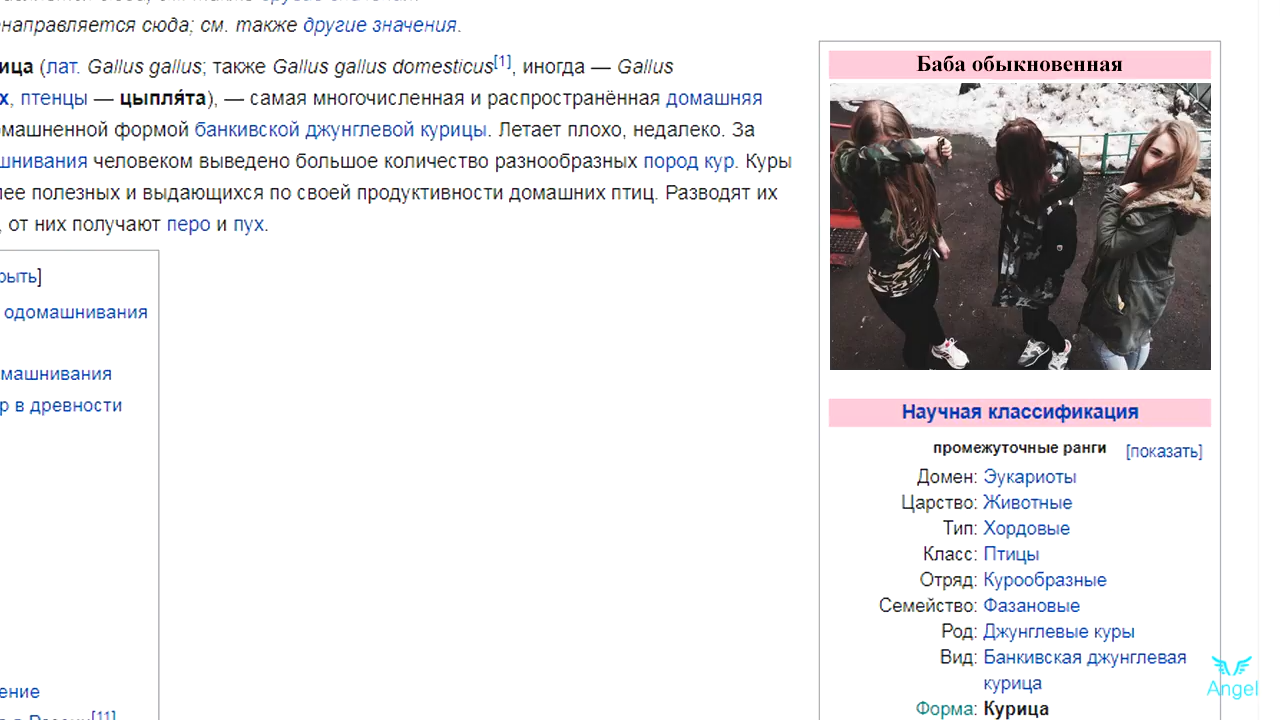 направляется сюда; см. также другие значения.
ица (лат. Gallus gallus; также Gallus gallus domesticus[1], иногда — Gallus
х, птенцы — цыпля́та), — самая многочисленная и распространённая домашняя
машненной формой банкивской джунглевой курицы. Летает плохо, недалеко. За
шнивания человеком выведено большое количество разнообразных пород кур. Куры
лее полезных и выдающихся по своей продуктивности домашних птиц. Разводят их
, от них получают перо и пух.
рыть]
одомашнивания
машнивания
р в древности
ение
Баба обыкновенная
Научная классификация
промежуточные ранги [показать]
Домен: Эукариоты
Царство: Животные
Тип: Хордовые
Класс: Птицы
Отряд: Курообразные
Семейство: Фазановые
Род: Джунглевые куры
Вид: Банкивская джунглевая
курица
Форма: Курица
Angel